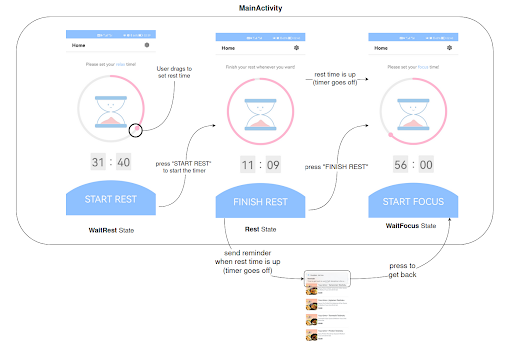 MainActivity
Home
Please set your relax time!
31 : 40
START REST
WaitRest State
User drags to
set rest time
press "START REST"
to start the timer
Home
Finish your rest whenever you want!
11 : 09
FINISH REST
Rest State
rest time is up
(timer goes off)
press "FINISH REST"
Home
Please set your focus time!
56 : 00
START FOCUS
WaitFocus State
send reminder
when rest time is up
(timer goes off)
press to
get back